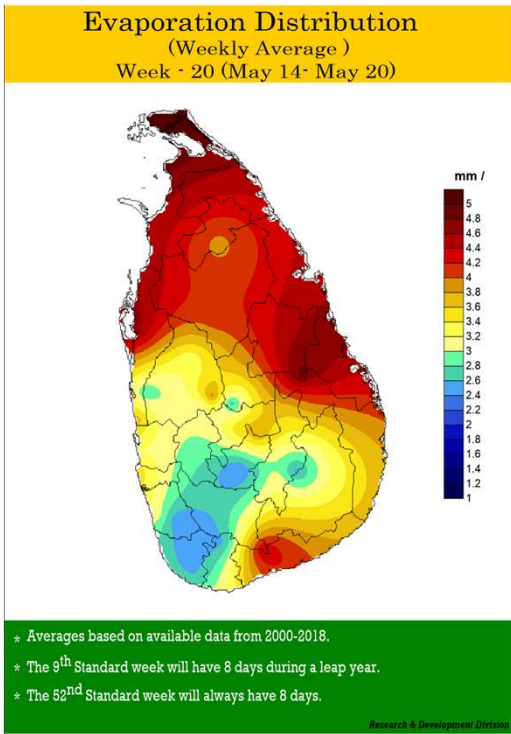 Evaporation Distribution
(Weekly Average )
Week - 20 (May 14- May 20)
mm /
5
4.8
4.6
4.4
4.2
4
3.8
3.6
3.4
3.2
3
2.8
2.6
2.4
2.2
2
1.8
1.6
1.4
1.2
1
* Averages based on available data from 2000-2018.
* The 9th Standard week will have 8 days during a leap year.
* The 52nd Standard week will always have 8 days.
Research & Development Division